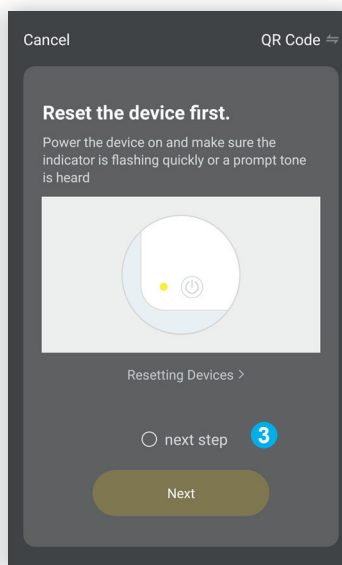 Cancel
QR Code
Reset the device first.
Power the device on and make sure the
indicator is flashing quickly or a prompt tone
is heard
Resetting Devices >
next step
3
Next